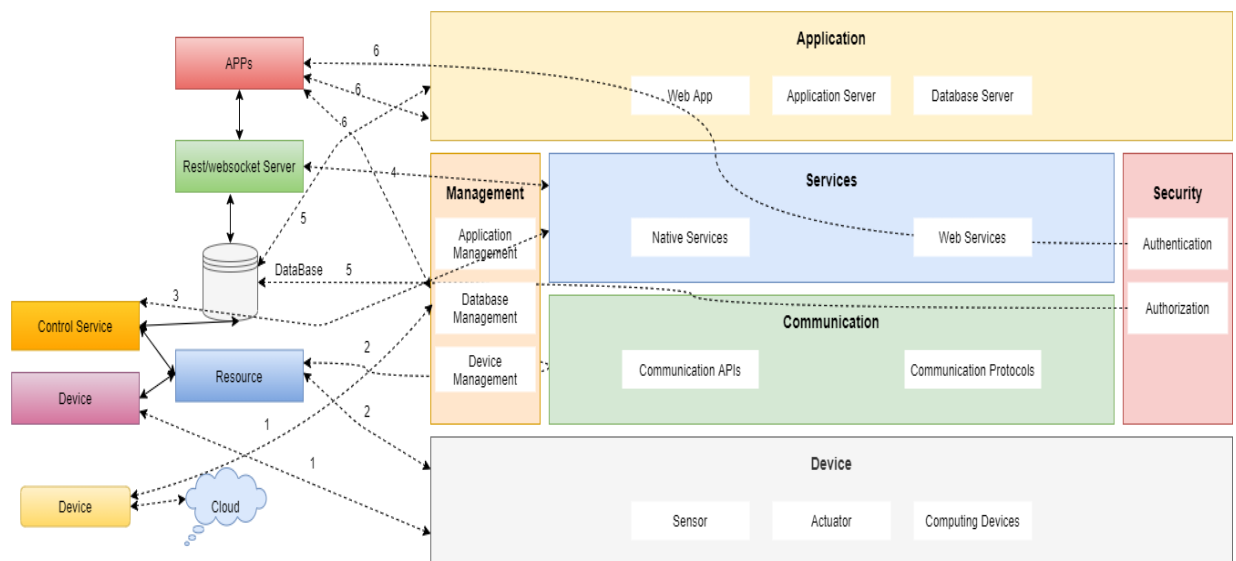 Application
6
APPs
6
Web App
Application Server
Database Server
6
Rest/websocket Server
4
Management
Services
Security
5
Application
Management
Native Services
Web Services
Authentication
DataBase
5
3
Database
Management
Authorization
Control Service
Communication
2
Resource
Device
Management
Communication APIs
Communication Protocols
Device
2
1
1
Device
Device
Cloud
Sensor
Actuator
Computing Devices